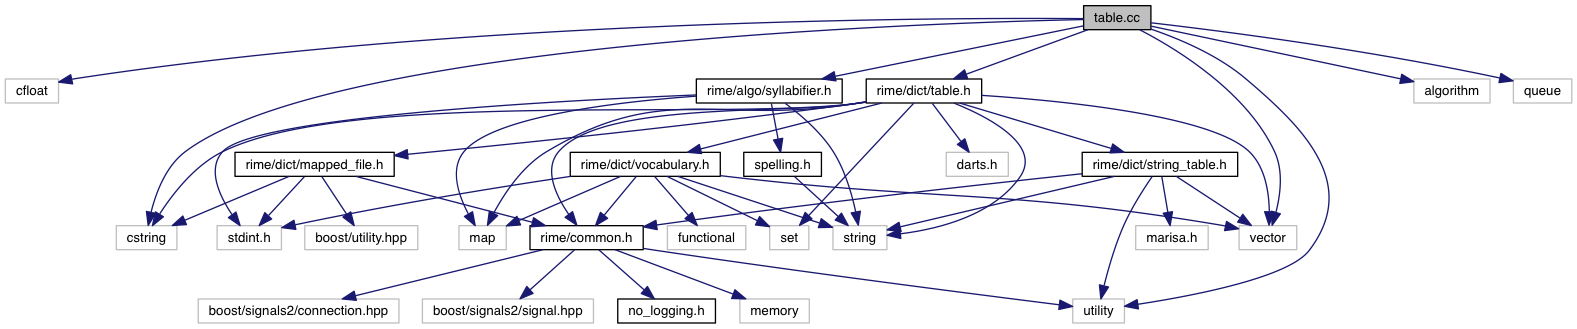 table.cc
cfloat
rime/algo/syllabifier.h
rime/dict/table.h
algorithm
queue
rime/dict/mapped_file.h
rime/dict/vocabulary.h
spelling.h
darts.h
rime/dict/string_table.h
cstring
stdint.h
boost/utility.hpp
map
rime/common.h
functional
set
string
marisa.h
vector
boost/signals2/connection.hpp
boost/signals2/signal.hpp
no_logging.h
memory
utility